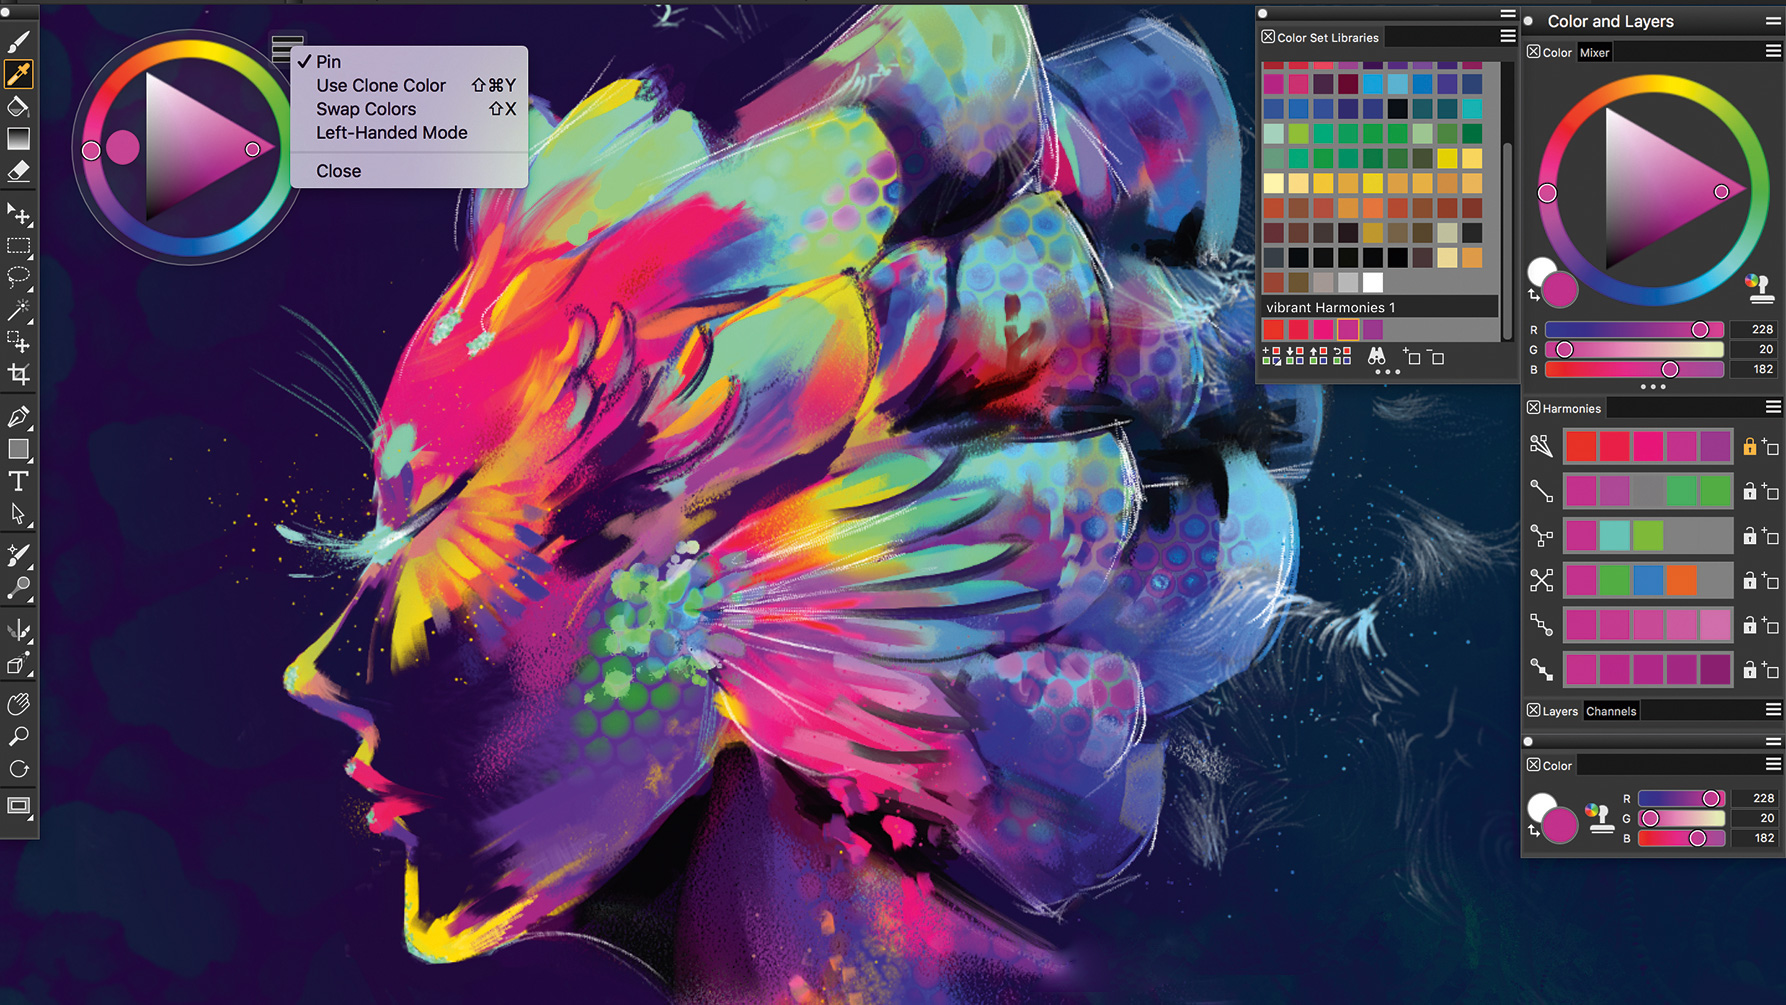 Pin
Use Clone Color ⇧⌘Y
Swap Colors ⇧X
Left-Handed Mode
Close
Color Set Libraries
vibrant Harmonies 1
Color and Layers
Color Mixer
R 228
G 20
B 182
Harmonies
Layers Channels
Color
R 228
G 20
B 182
T